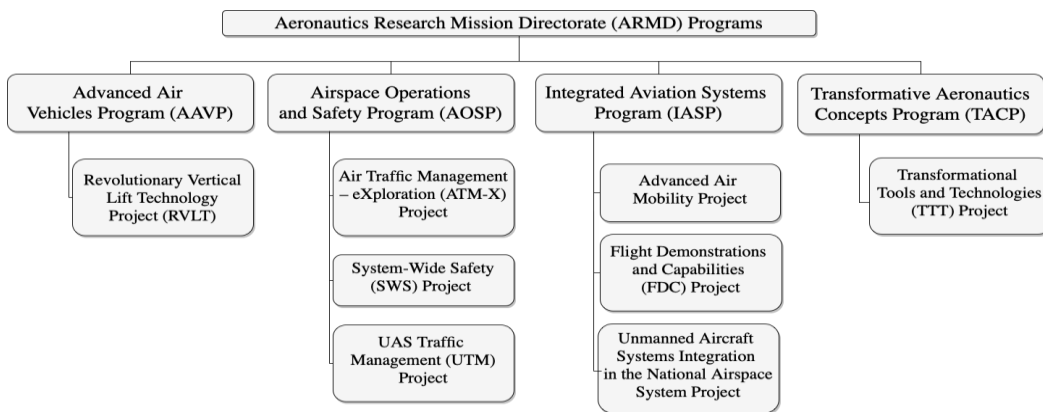 Aeronautics Research Mission Directorate (ARMD) Programs
Advanced Air
Vehicles Program (AAVP)
Revolutionary Vertical
Lift Technology
Project (RVLT)
Airspace Operations
and Safety Program (AOSP)
Air Traffic Management
– eXploration (ATM-X)
Project
System-Wide Safety
(SWS) Project
UAS Traffic
Management (UTM)
Project
Integrated Aviation Systems
Program (IASP)
Advanced Air
Mobility Project
Flight Demonstrations
and Capabilities
(FDC) Project
Unmanned Aircraft
Systems Integration
in the National Airspace
System Project
Transformative Aeronautics
Concepts Program (TACP)
Transformational
Tools and Technologies
(TTT) Project